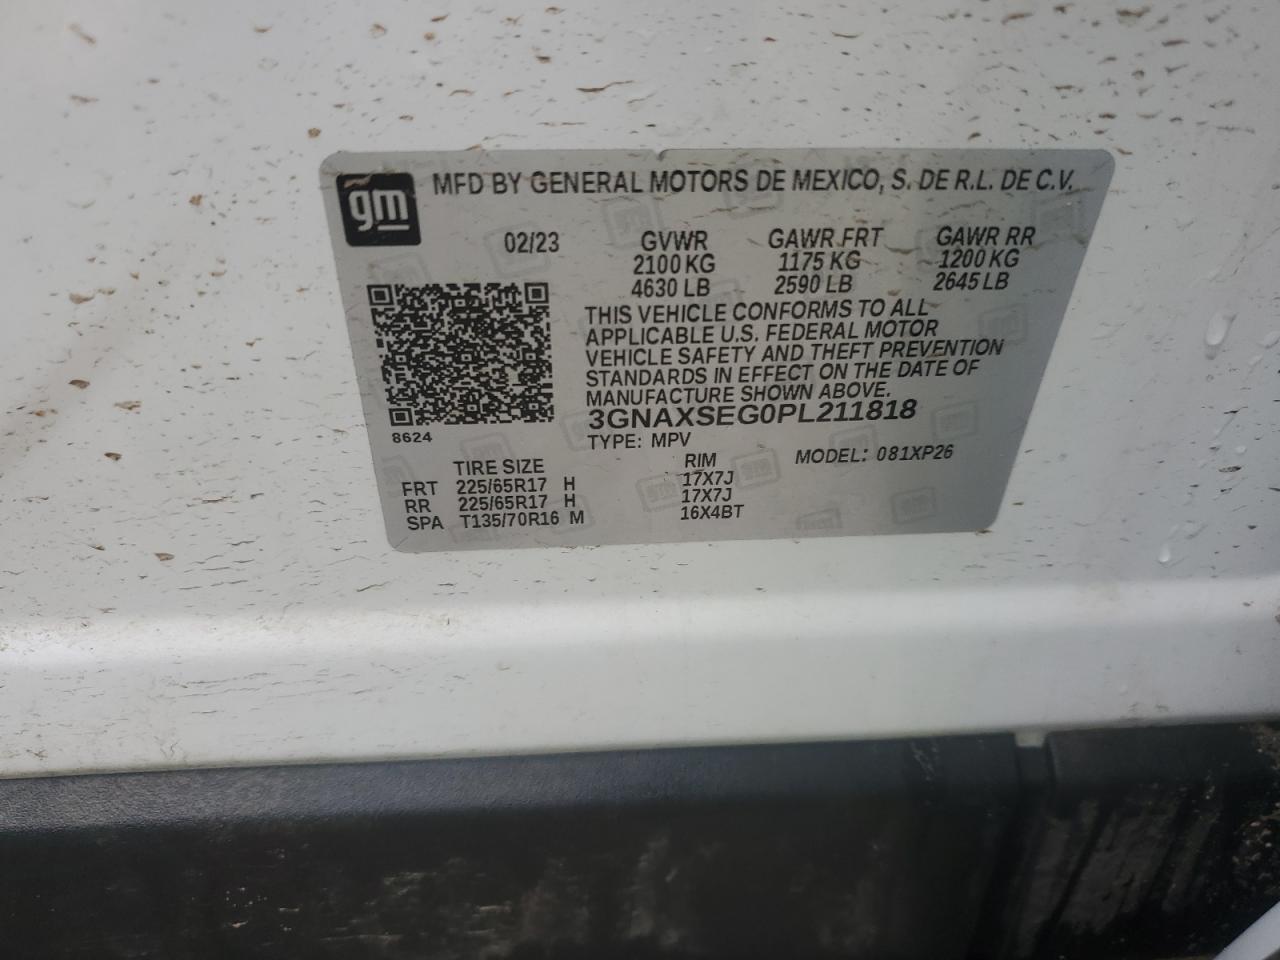 gm
MFD BY GENERAL MOTORS DE MEXICO, S. DE R.L. DE C.V.
02/23 GVWR GAWR FRT GAWR RR
2100 KG 1175 KG 1200 KG
4630 LB 2590 LB 2645 LB
THIS VEHICLE CONFORMS TO ALL
APPLICABLE U.S. FEDERAL MOTOR
VEHICLE SAFETY AND THEFT PREVENTION
STANDARDS IN EFFECT ON THE DATE OF
MANUFACTURE SHOWN ABOVE.
3GNAXSEG0PL211818
8624
TYPE: MPV MODEL: 081XP26
TIRE SIZE RIM
FRT 225/65R17 H 17X7J
RR 225/65R17 H 17X7J
SPA T135/70R16 M 16X4BT